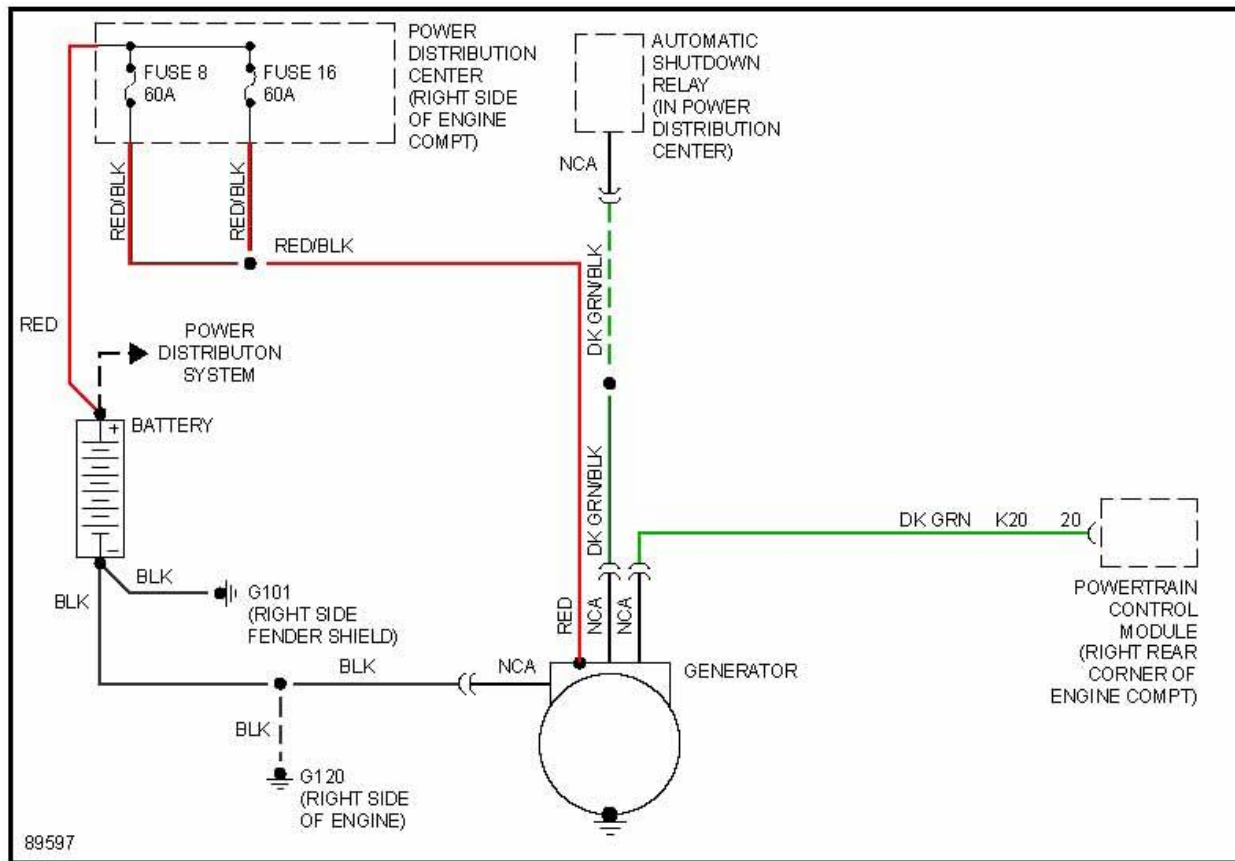 POWER
DISTRIBUTION
CENTER
(RIGHT SIDE
OF ENGINE
COMPT)
AUTOMATIC
SHUTDOWN
RELAY
(IN POWER
DISTRIBUTION
CENTER)
FUSE 8
60A
FUSE 16
60A
NCA
RED/BLK
RED/BLK
RED/BLK
DK GRN/BLK
RED
POWER
DISTRIBUTON
SYSTEM
BATTERY
+
–
DK GRN/BLK
DK GRN K20 20
POWERTRAIN
CONTROL
MODULE
(RIGHT REAR
CORNER OF
ENGINE COMPT)
BLK
BLK
G101
(RIGHT SIDE
FENDER SHIELD)
RED
NCA
NCA
BLK
NCA
GENERATOR
BLK
G120
(RIGHT SIDE
OF ENGINE)
89597